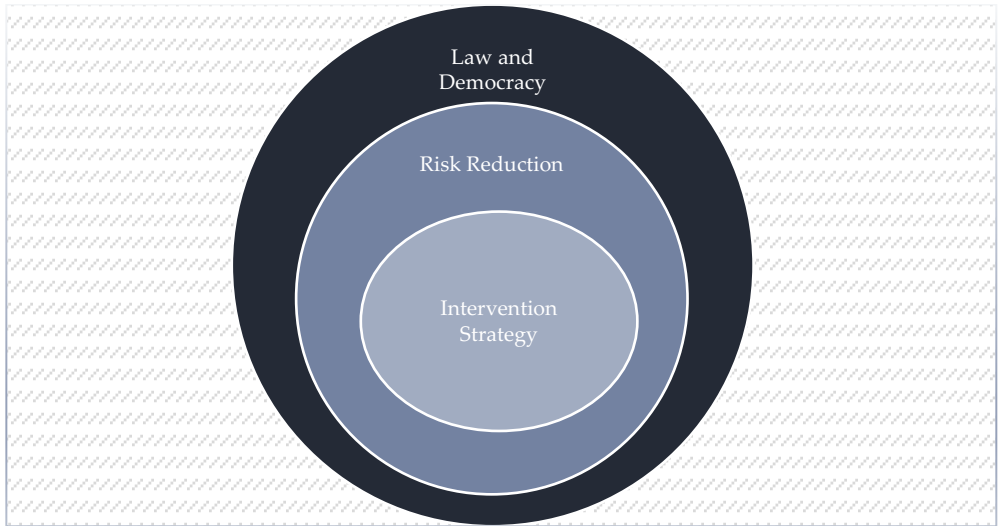 Law and
Democracy
Risk Reduction
Intervention
Strategy